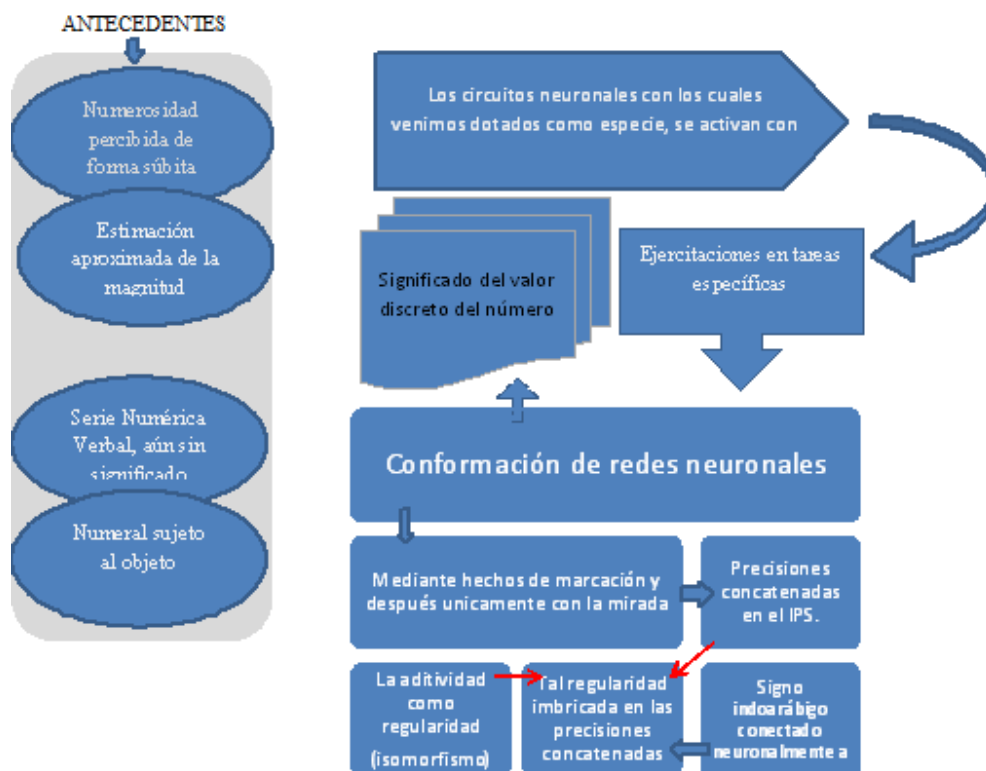 ANTECEDENTES
Numerosidad
percibida de
forma súbita
Estimación
aproximada de la
magnitud
Serie Numérica
Verbal, aún sin
significado
Numeral sujeto
al objeto
Los circuitos neuronales con los cuales
venimos dotados como especie, se activan con
Significado del valor
discreto del número
Ejercitaciones en tareas
específicas
Conformación de redes neuronales
Mediante hechos de marcación y
después unicamente con la mirada
Precisiones
concatenadas
en el IPS.
La aditividad
como
regularidad
(isomorfismo)
Tal regularidad
imbricada en las
precisiones
concatenadas
Signo
indoarábigo
conectado
neuronalmente a